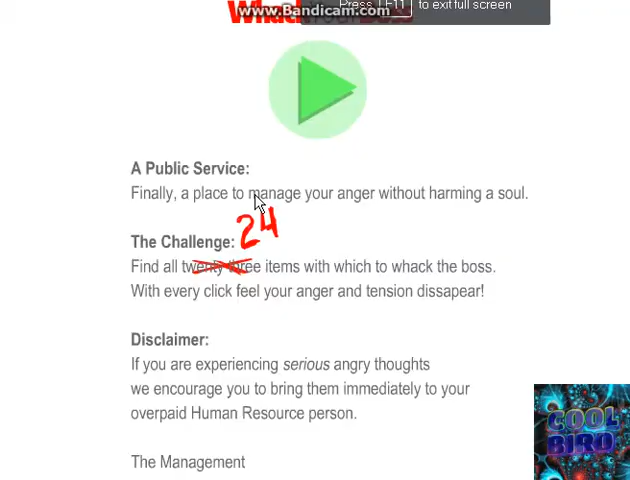 Whack Your Boss
www.Bandicam.com
Press F11 to exit full screen
A Public Service:
Finally, a place to manage your anger without harming a soul.
24
The Challenge:
Find all twenty three items with which to whack the boss.
With every click feel your anger and tension dissapear!
Disclaimer:
If you are experiencing serious angry thoughts
we encourage you to bring them immediately to your
overpaid Human Resource person.
The Management
COOL
BIRD